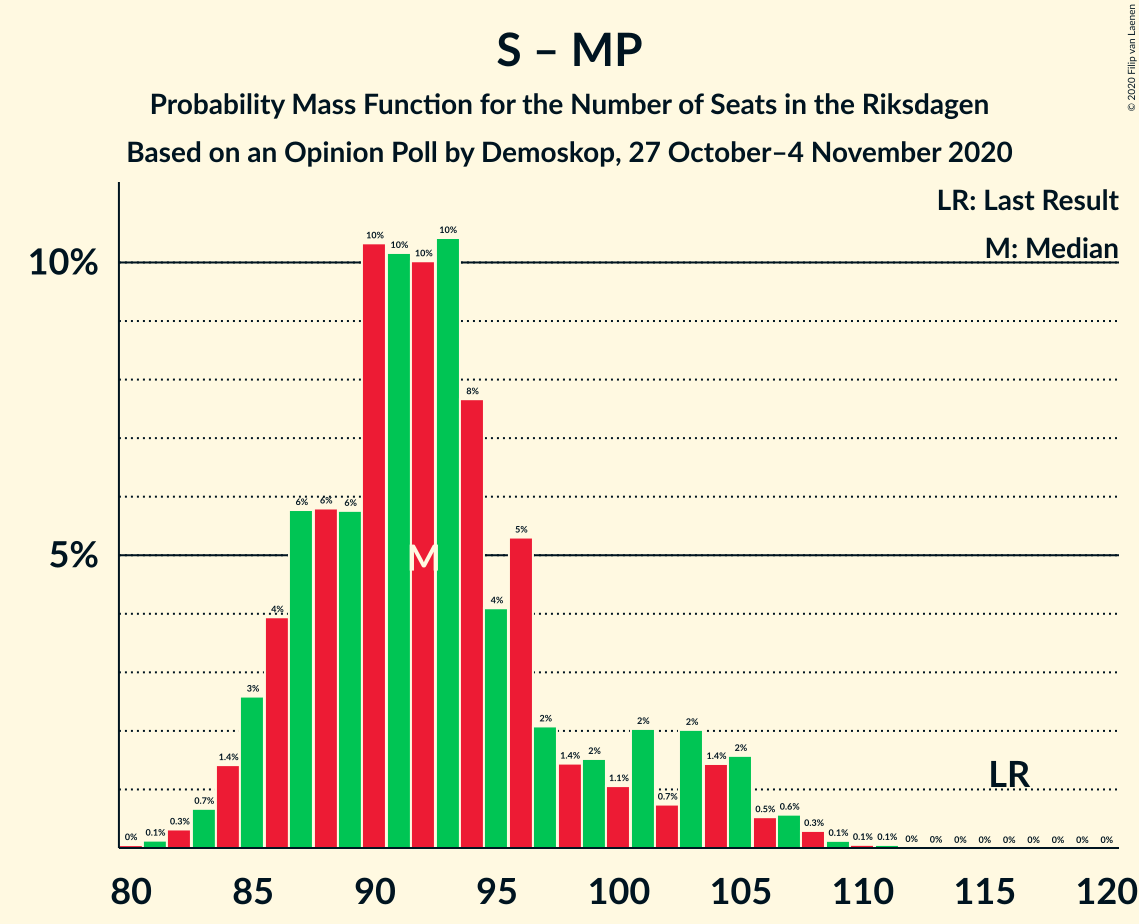 S – MP
Probability Mass Function for the Number of Seats in the Riksdagen
Based on an Opinion Poll by Demoskop, 27 October–4 November 2020
© 2020 Filip van Laenen
LR: Last Result
M: Median
10%
5%
0% 0.1% 0.3% 0.7% 1.4% 3% 4% 6% 6% 6% 10% 10% 10% 10% 8% 4% 5% 2% 1.4% 2% 1.1% 2% 0.7% 2% 1.4% 2% 0.5% 0.6% 0.3% 0.1% 0.1% 0.1% 0% 0% 0% 0% 0% 0% 0% 0% 0%
M
LR
80 85 90 95 100 105 110 115 120